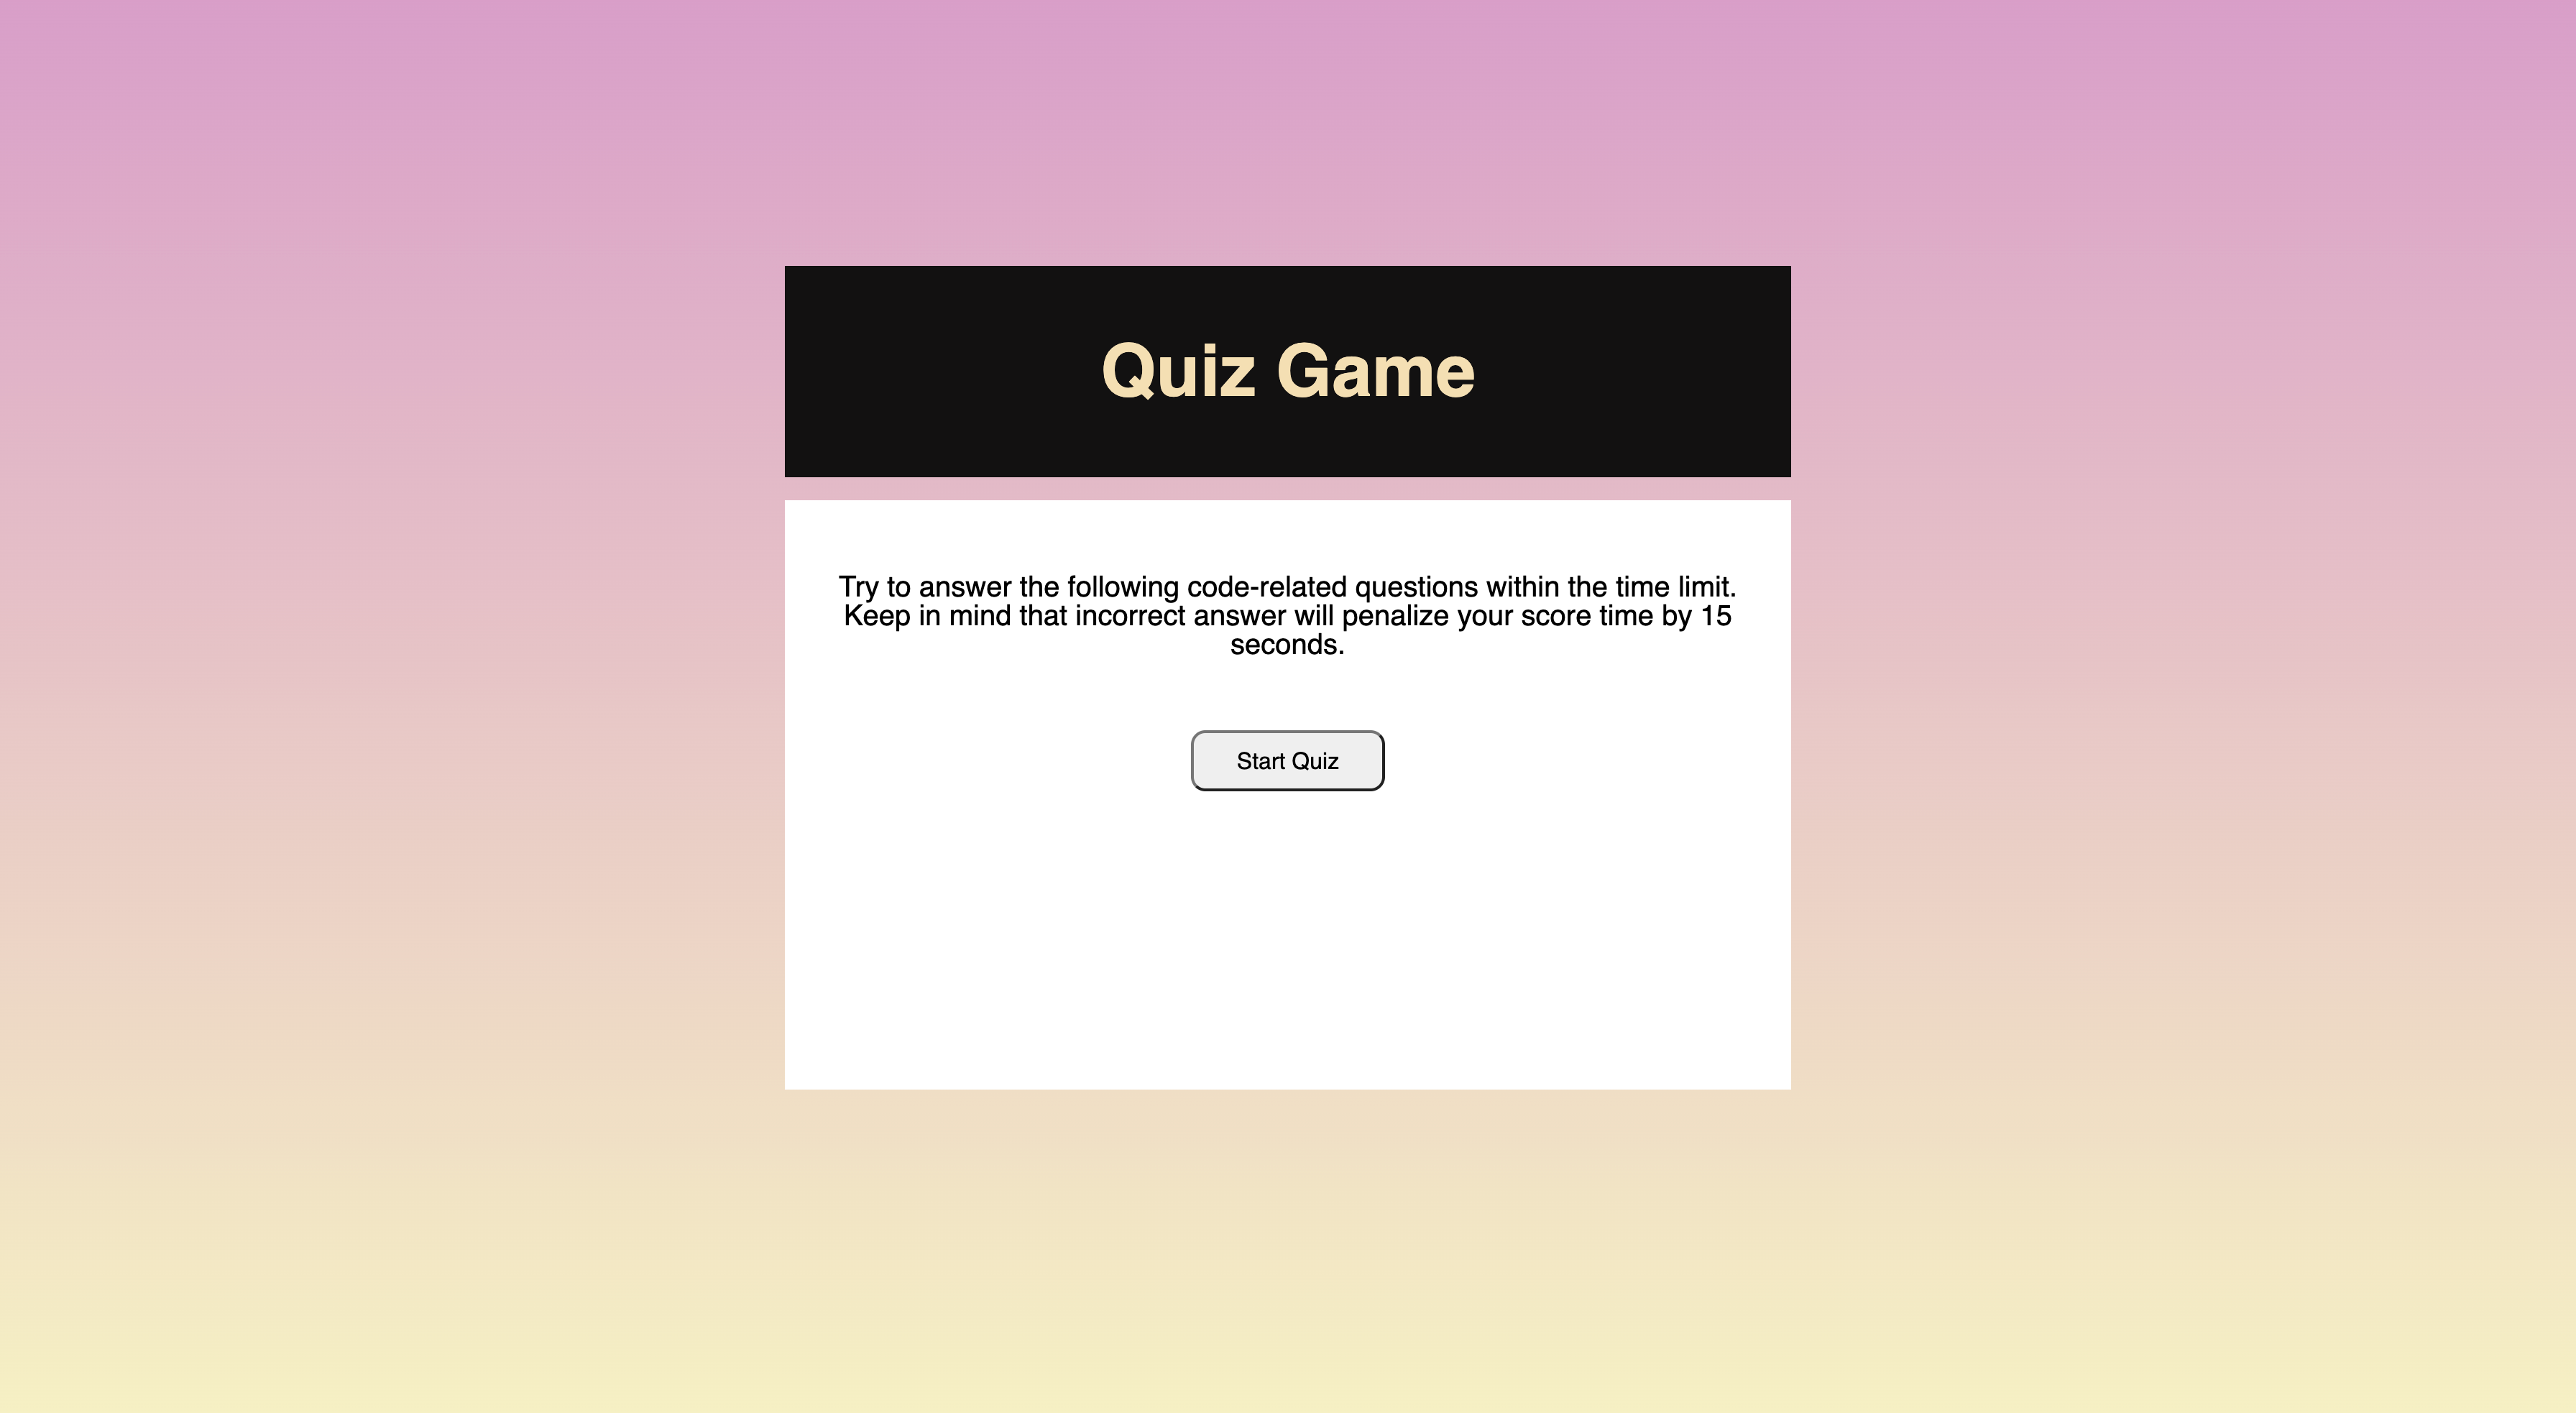 Quiz Game
Try to answer the following code-related questions within the time limit.
Keep in mind that incorrect answer will penalize your score time by 15
seconds.
Start Quiz